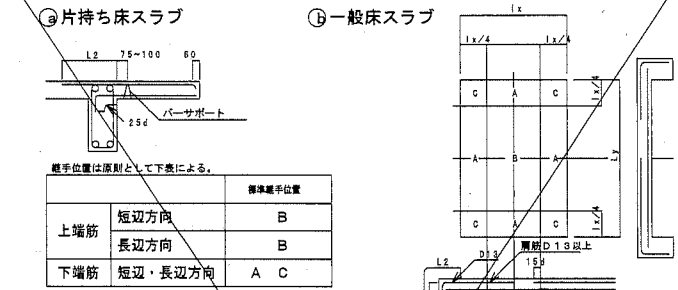 ⓐ片持ち床スラブ
L2 75~100 60
バーサポート
25d
継手位置は原則として下表による。
標準継手位置
上端筋 短辺方向 B
長辺方向 B
下端筋 短辺・長辺方向 A C
ⓑ一般床スラブ
lx
lx/4 lx/4
C A C lx/4
A B A Ly
C A C lx/4
肩筋D13以上
L2 D13 15d